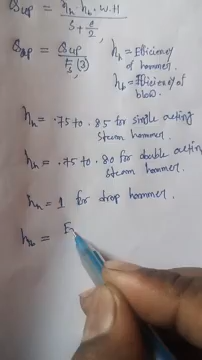 Qup = ηh . ηb . W.H
S + c/2,
Qap = Qup
Fs (3)
ηh = Efficiency
of hammer.
ηb = Efficiency of
blow.
ηh = .75 to .85 for single acting
steam hammer.
ηh = .75 to .80 for double acting
steam hammer.
ηh = 1 for drop hammer.
ηb =